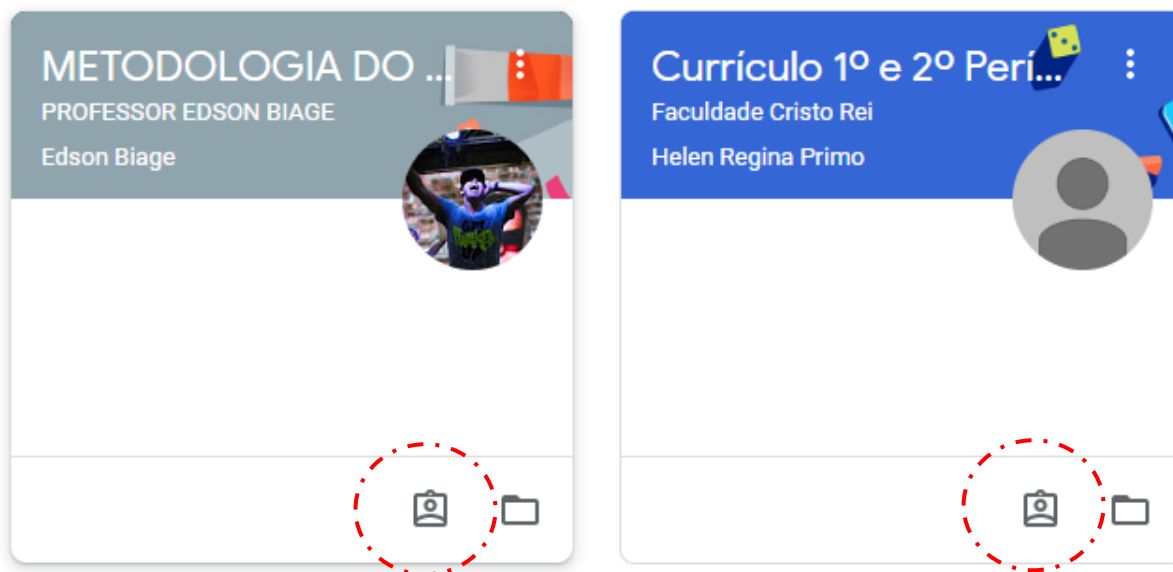 METODOLOGIA DO ...
PROFESSOR EDSON BIAGE
Edson Biage
Currículo 1º e 2º Perí...
Faculdade Cristo Rei
Helen Regina Primo